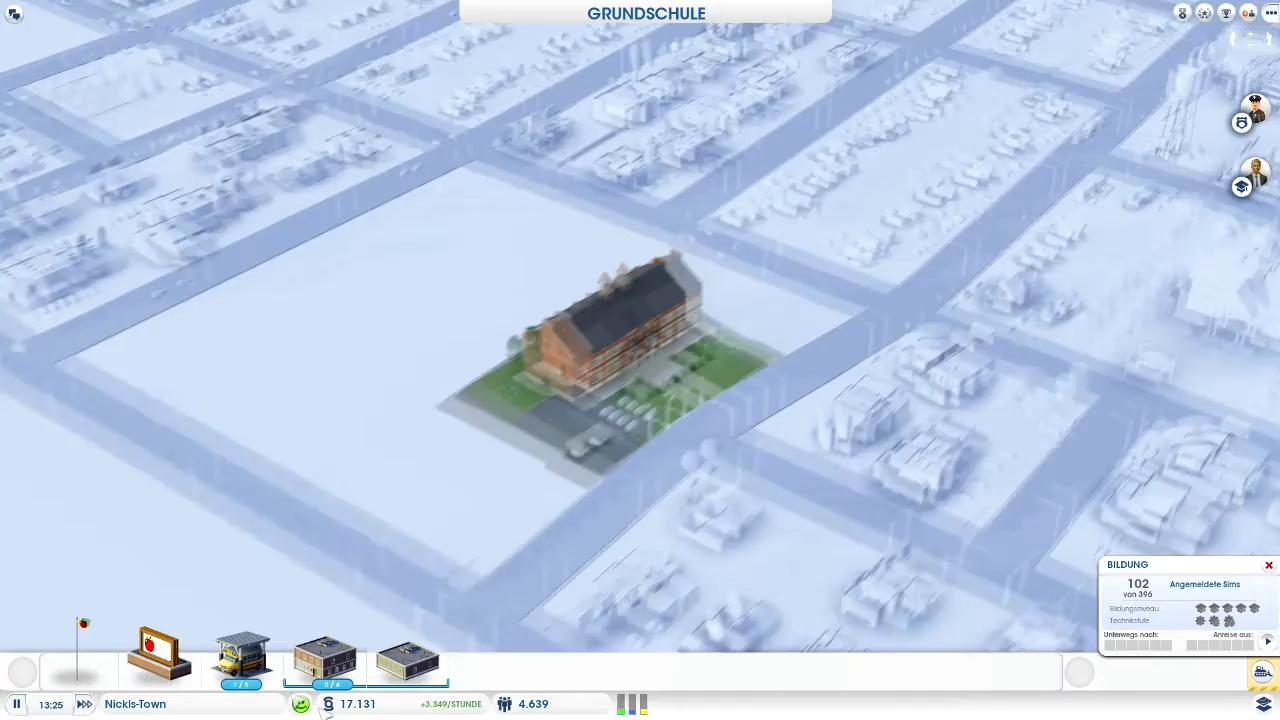 GRUNDSCHULE
BILDUNG
102
von 396
Angemeldete Sims
Bildungsniveau
Technikstufe
Unterwegs nach:
Anreise aus:
1/5
0/4
13:25
Nickis-Town
17.131
+3.349/STUNDE
4.639